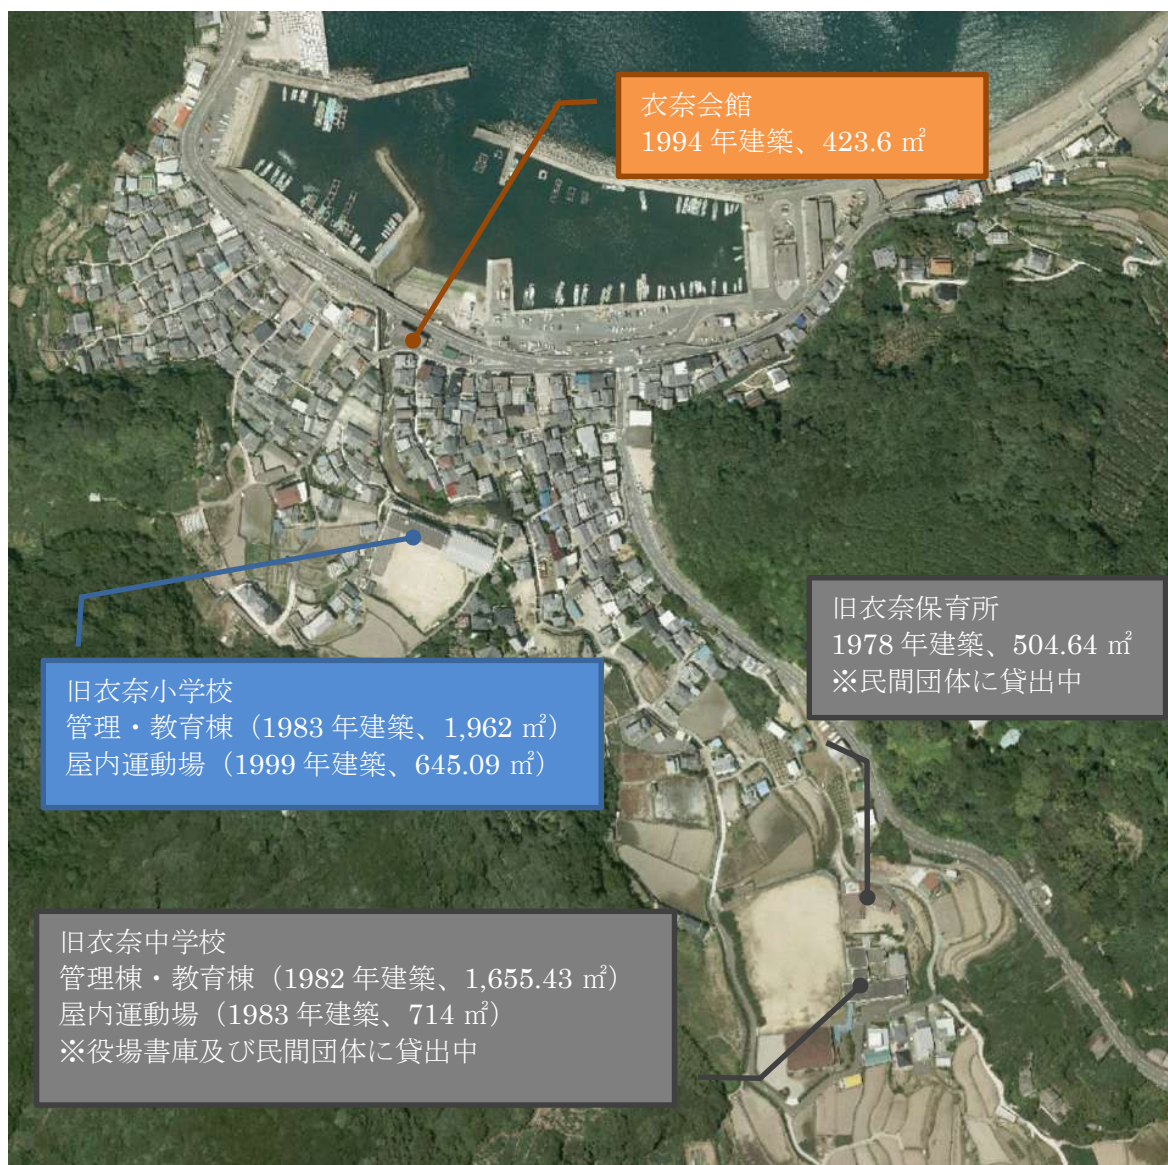 衣奈会館
1994 年建築、423.6 ㎡
旧衣奈保育所
1978 年建築、504.64 ㎡
※民間団体に貸出中
旧衣奈小学校
管理・教育棟（1983 年建築、1,962 ㎡）
屋内運動場（1999 年建築、645.09 ㎡）
旧衣奈中学校
管理棟・教育棟（1982 年建築、1,655.43 ㎡）
屋内運動場（1983 年建築、714 ㎡）
※役場書庫及び民間団体に貸出中